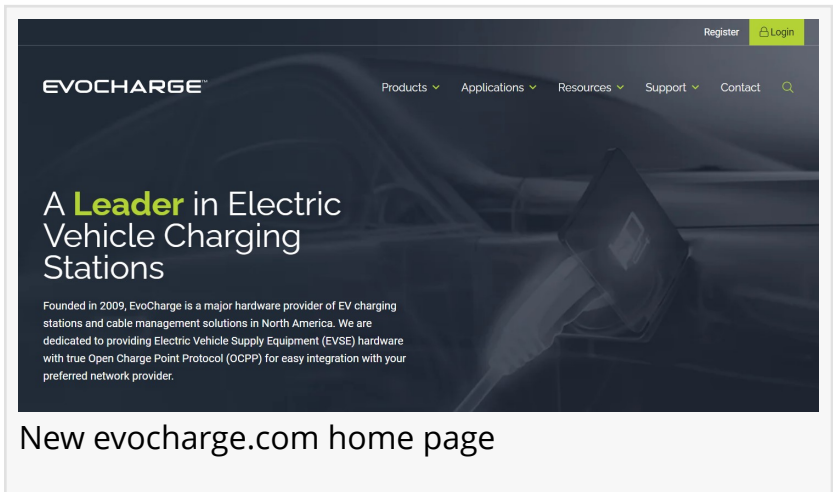 Register Login
EVOCHARGE™
Products Applications Resources Support Contact
A Leader in Electric
Vehicle Charging
Stations
Founded in 2009, EvoCharge is a major hardware provider of EV charging
stations and cable management solutions in North America. We are
dedicated to providing Electric Vehicle Supply Equipment (EVSE) hardware
with true Open Charge Point Protocol (OCPP) for easy integration with your
preferred network provider.
New evocharge.com home page